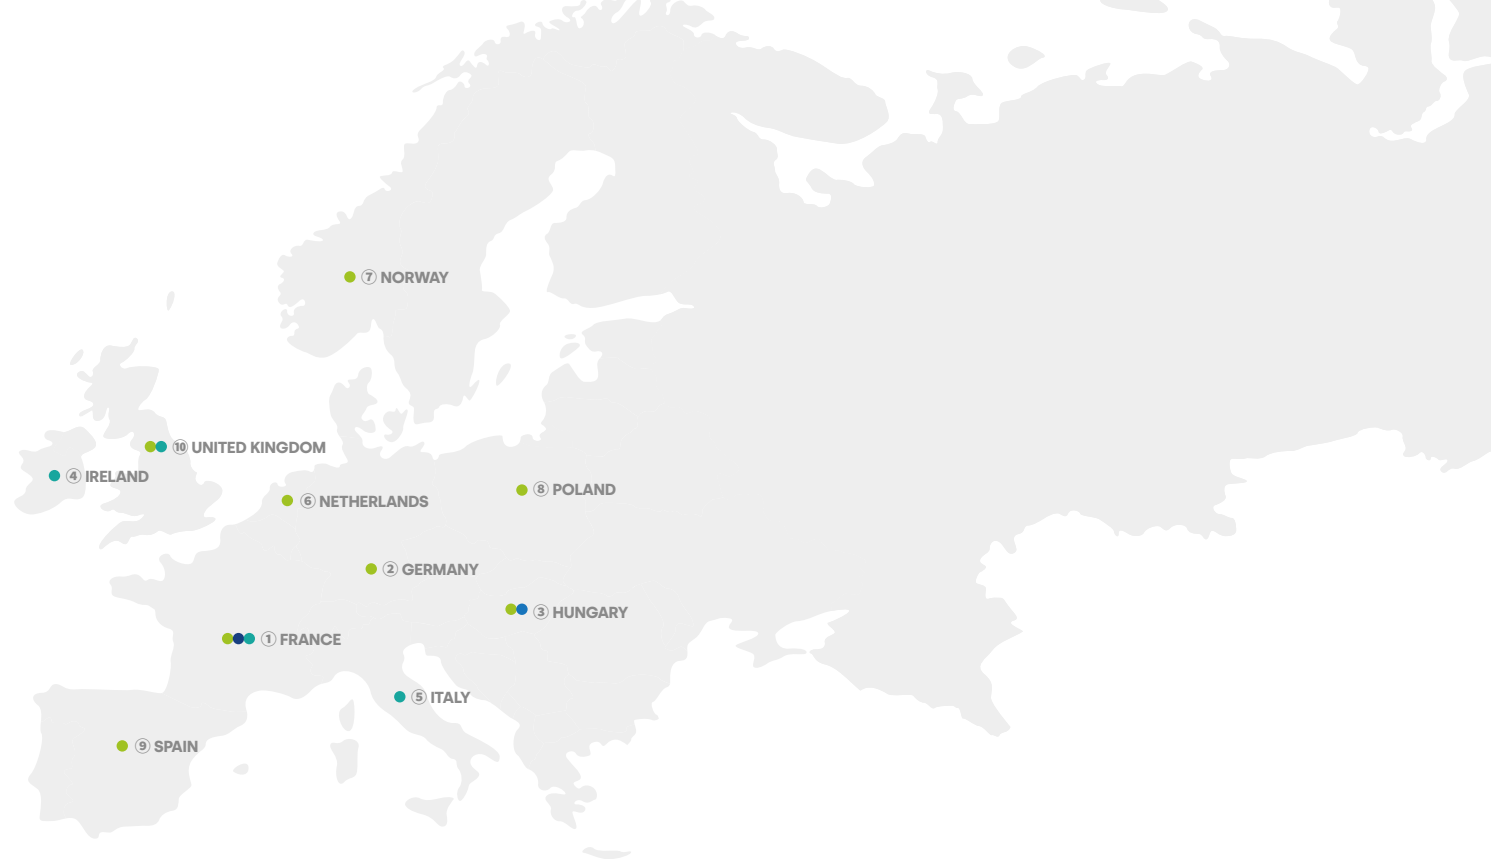 ⑦ NORWAY
⑩ UNITED KINGDOM
④ IRELAND
⑧ POLAND
⑥ NETHERLANDS
② GERMANY
③ HUNGARY
① FRANCE
⑤ ITALY
⑨ SPAIN